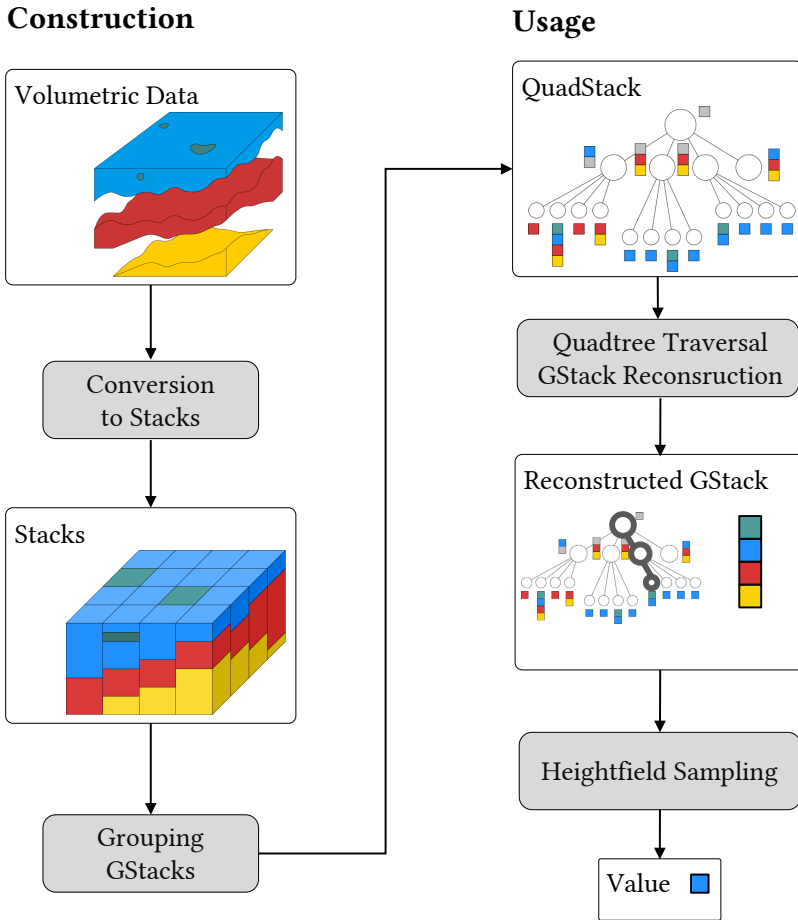 Construction
Volumetric Data
Conversion
to Stacks
Stacks
Grouping
GStacks
Usage
QuadStack
Quadtree Traversal
GStack Reconsruction
Reconstructed GStack
Heightfield Sampling
Value